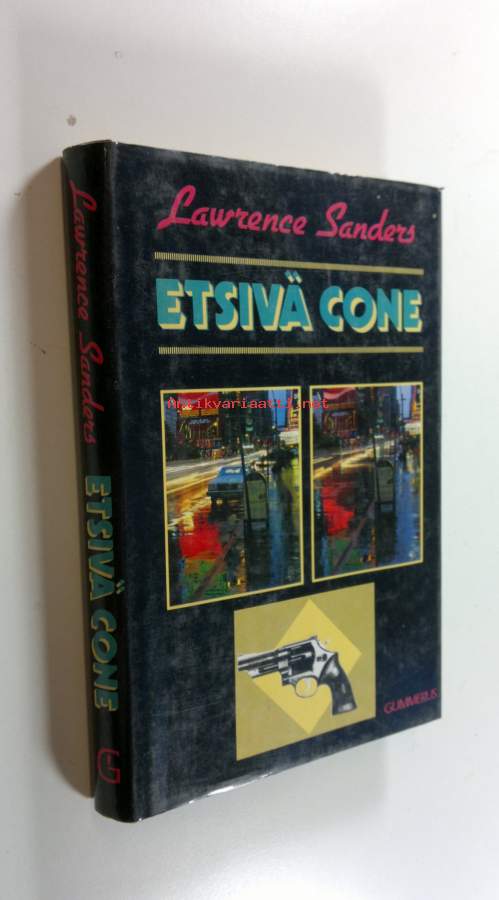 Lawrence Sanders
ETSIVÄ CONE
antikvariaatti.net
GUMMERUS
Lawrence Sanders
ETSIVÄ CONE
G